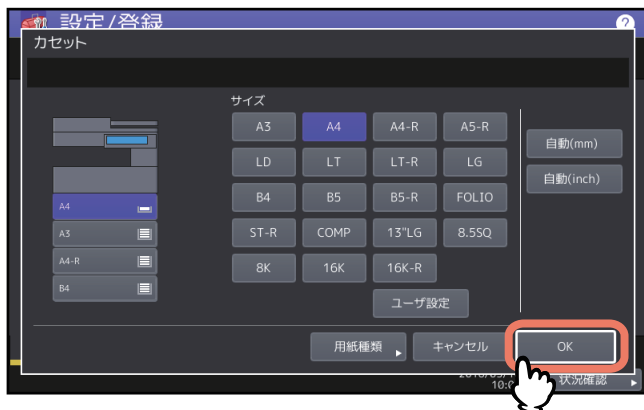 設定/登録 ?
カセット
サイズ
A3 A4 A4-R A5-R
自動(mm)
LD LT LT-R LG
自動(inch)
B4 B5 B5-R FOLIO
A4
ST-R COMP 13"LG 8.5SQ
A3
8K 16K 16K-R
A4-R
B4
ユーザ設定
用紙種類 キャンセル OK
状況確認